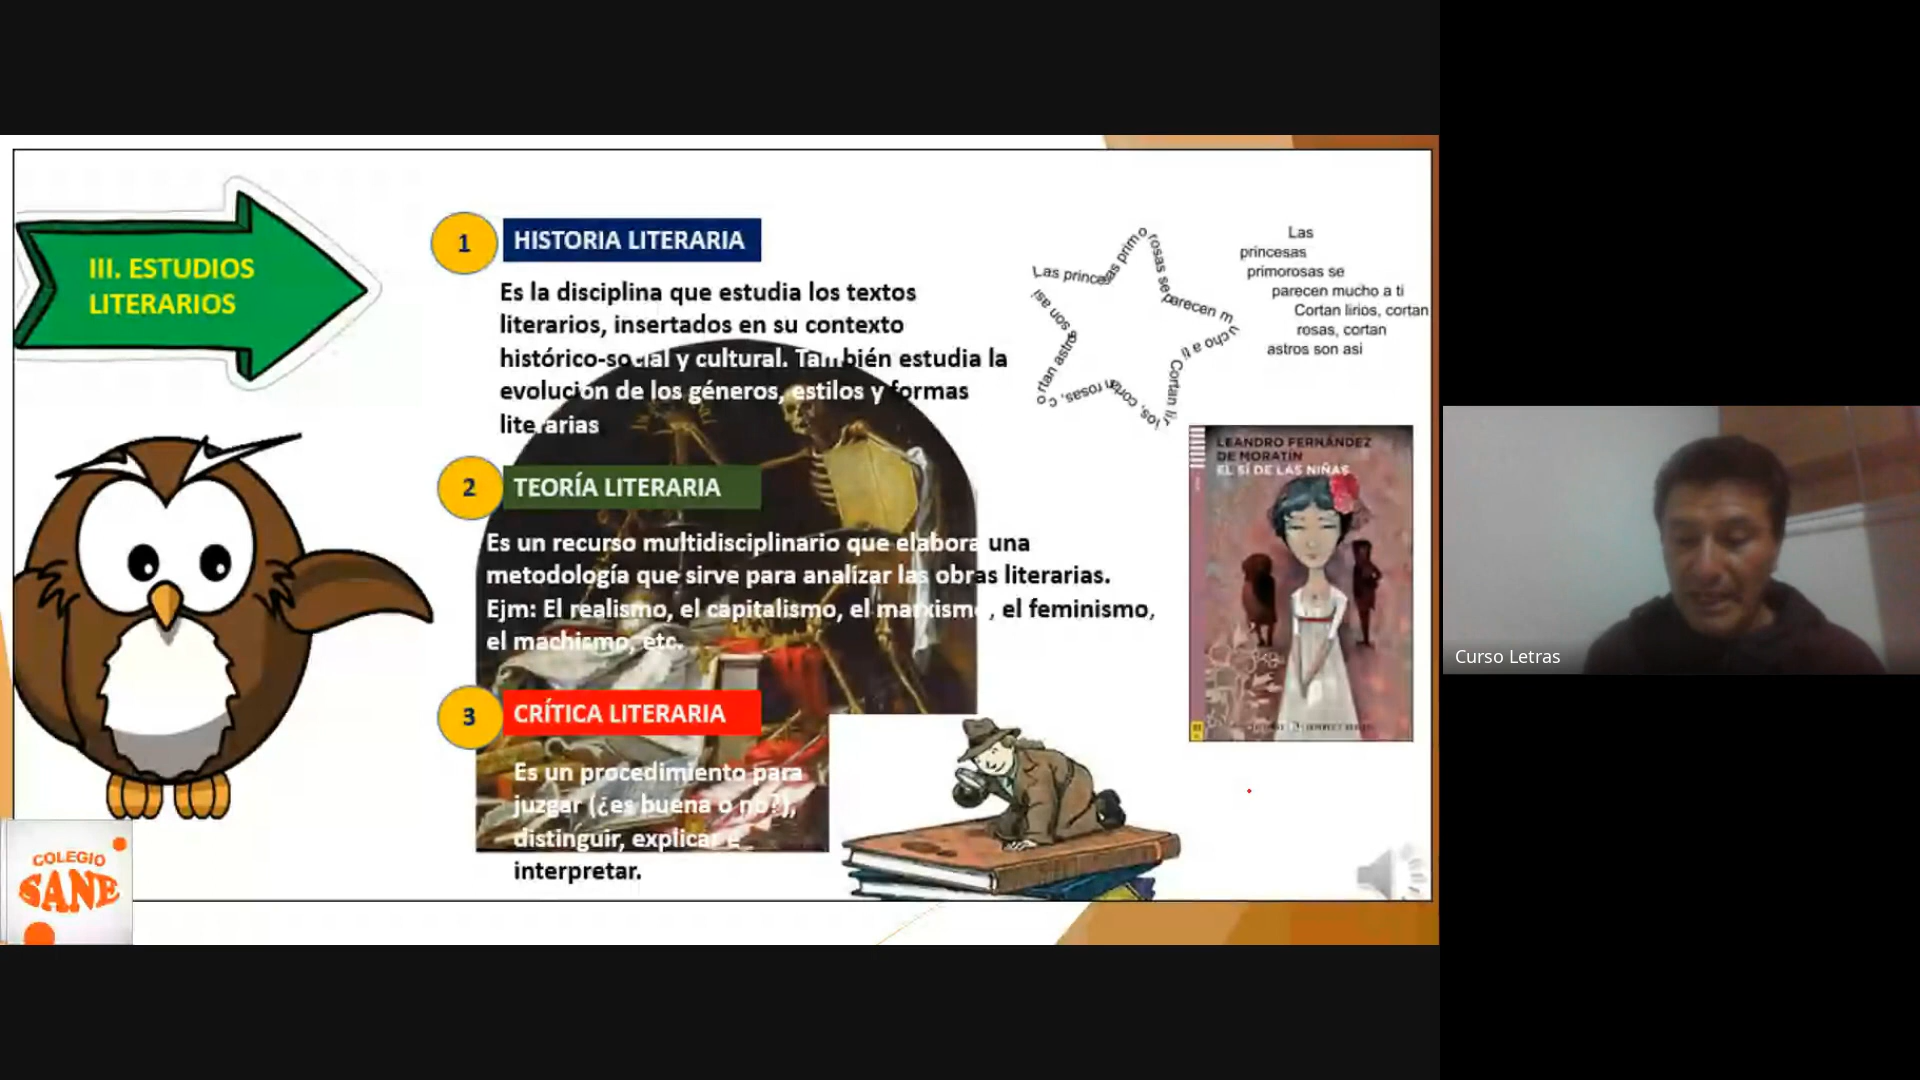 III. ESTUDIOS
LITERARIOS
1
HISTORIA LITERARIA
Es la disciplina que estudia los textos
literarios, insertados en su contexto
histórico-social y cultural. También estudia la
evolución de los géneros, estilos y formas
literarias
2
TEORÍA LITERARIA
Es un recurso multidisciplinario que elabora una
metodología que sirve para analizar las obras literarias.
Ejm: El realismo, el capitalismo, el marxismo, el feminismo,
el machismo, etc.
3
CRÍTICA LITERARIA
Es un procedimiento para
juzgar (¿es buena o no?),
distinguir, explicar e
interpretar.
Las princesas primorosas se parecen mucho a ti Cortan lirios, cortan rosas, cortan astros son asi
Las
princesas
primorosas se
parecen mucho a ti
Cortan lirios, cortan
rosas, cortan
astros son asi
LEANDRO FERNÁNDEZ
DE MORATÍN
EL SÍ DE LAS NIÑAS
COLEGIO
SANE
Curso Letras